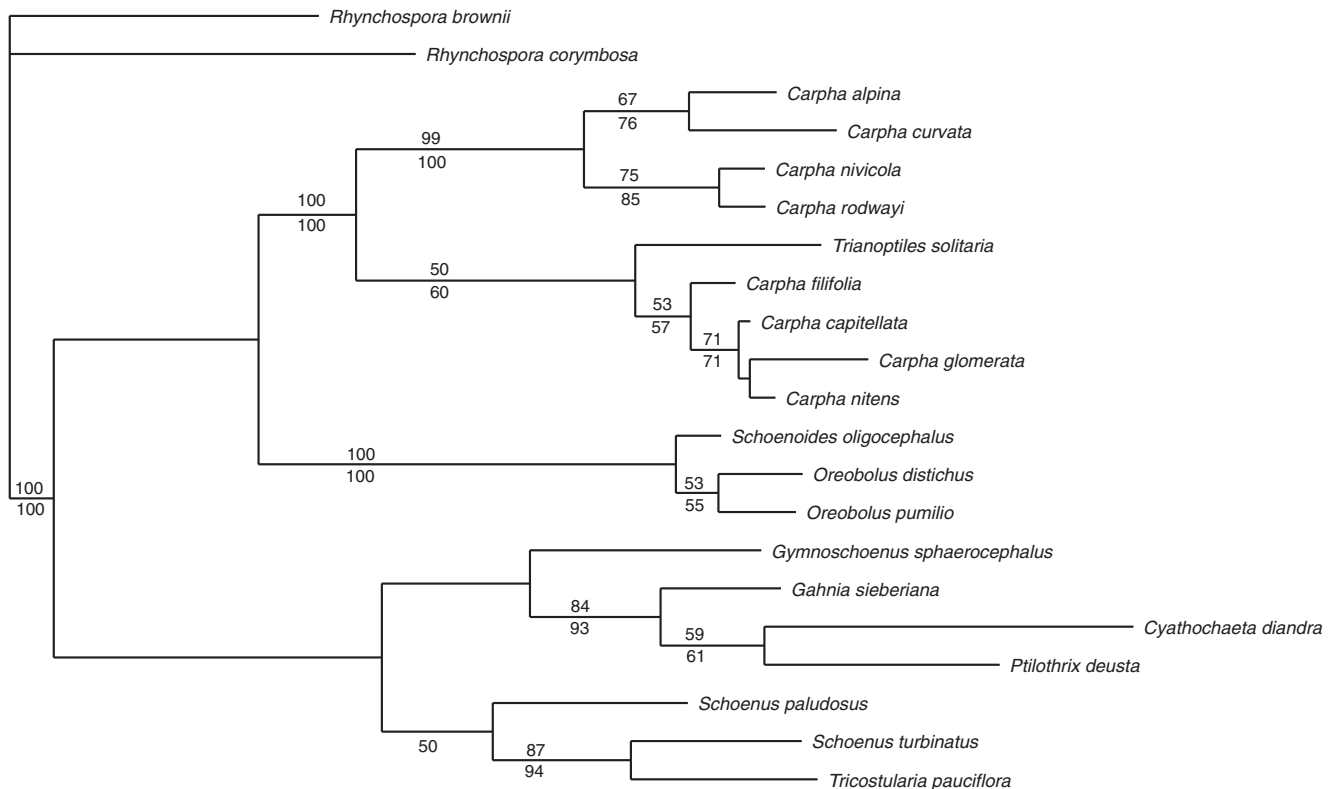 Rhynchospora brownii
Rhynchospora corymbosa
Carpha alpina
67
76
Carpha curvata
99
100
Carpha nivicola
75
85
Carpha rodwayi
100
100
Trianoptiles solitaria
50
60
Carpha filifolia
53
57
Carpha capitellata
71
71
Carpha glomerata
Carpha nitens
Schoenoides oligocephalus
100
100
Oreobolus distichus
53
55
Oreobolus pumilio
100
100
Gymnoschoenus sphaerocephalus
Gahnia sieberiana
84
93
Cyathochaeta diandra
59
61
Ptilothrix deusta
Schoenus paludosus
50
Schoenus turbinatus
87
94
Tricostularia pauciflora